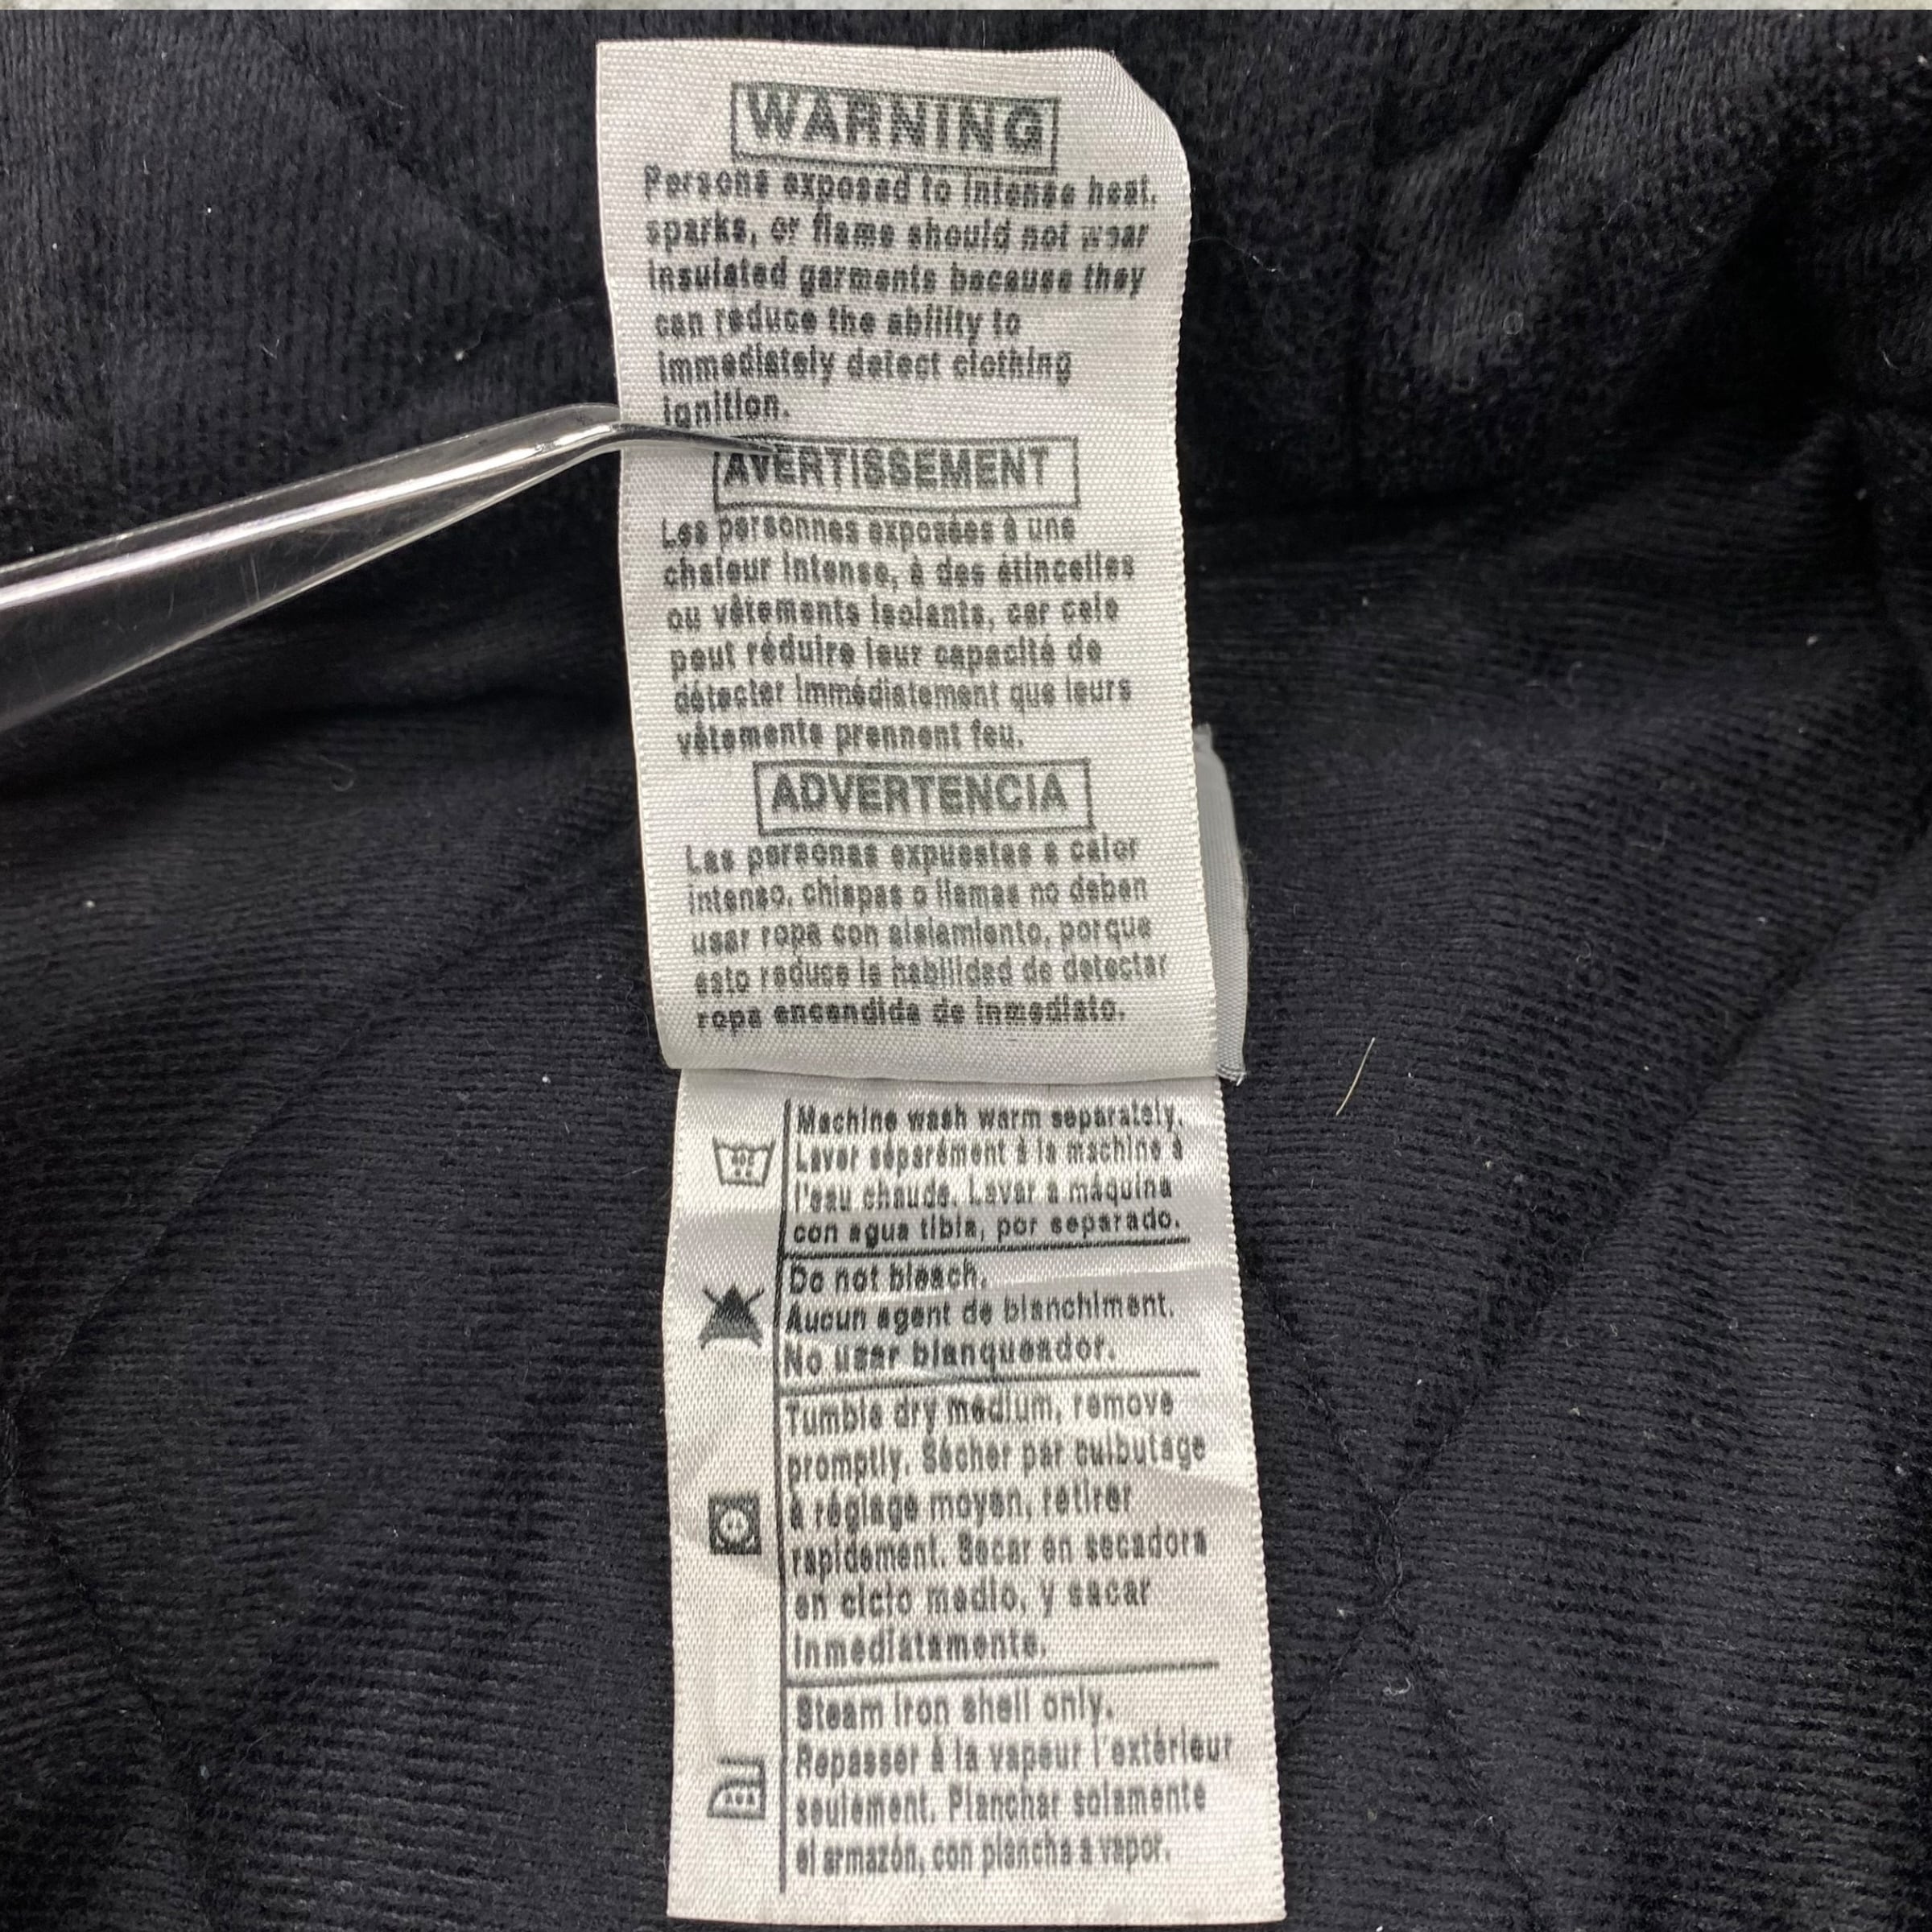 WARNING
Persons exposed to intense heat,
sparks, or flame should not wear
insulated garments because they
can reduce the ability to
immediately detect clothing
ignition.
AVERTISSEMENT
Les personnes exposées à une
chaleur intense, à des étincelles
ou vêtements isolants, car cela
peut réduire leur capacité de
détecter immédiatement que leurs
vêtements prennent feu.
ADVERTENCIA
Las personas expuestas a calor
intenso, chispas o llamas no deben
usar ropa con aislamiento, porque
esto reduce la habilidad de detectar
ropa encendida de inmediato.
Machine wash warm separately.
Laver séparément à la machine à
l'eau chaude. Lavar a máquina
con agua tibia, por separado.
Do not bleach.
Aucun agent de blanchiment.
No usar blanqueador.
Tumble dry medium, remove
promptly. Sécher par culbutage
à réglage moyen, retirer
rapidement. Secar en secadora
en ciclo medio, y sacar
inmediatamente.
Steam iron shell only.
Repasser à la vapeur l'extérieur
seulement. Planchar solamente
el armazón, con plancha a vapor.